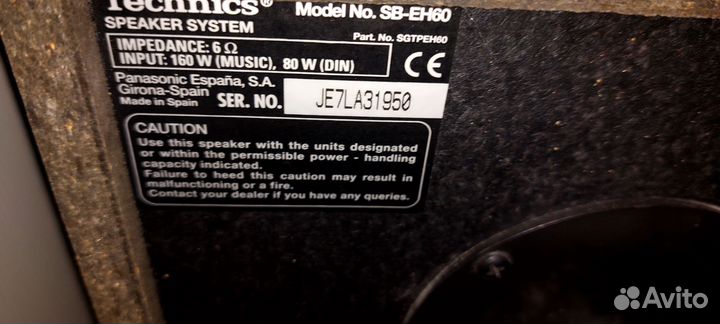 Technics®
Model No. SB-EH60
SPEAKER SYSTEM
Part. No. SGTPEH60
IMPEDANCE: 6 Ω
INPUT: 160 W (MUSIC), 80 W (DIN)
CE
Panasonic España, S.A.
Girona-Spain
Made in Spain
SER. NO. JE7LA31950
CAUTION
Use this speaker with the units designated
or within the permissible power - handling
capacity indicated.
Failure to heed this caution may result in
malfunctioning or a fire.
Contact your dealer if you have any queries.
Avito